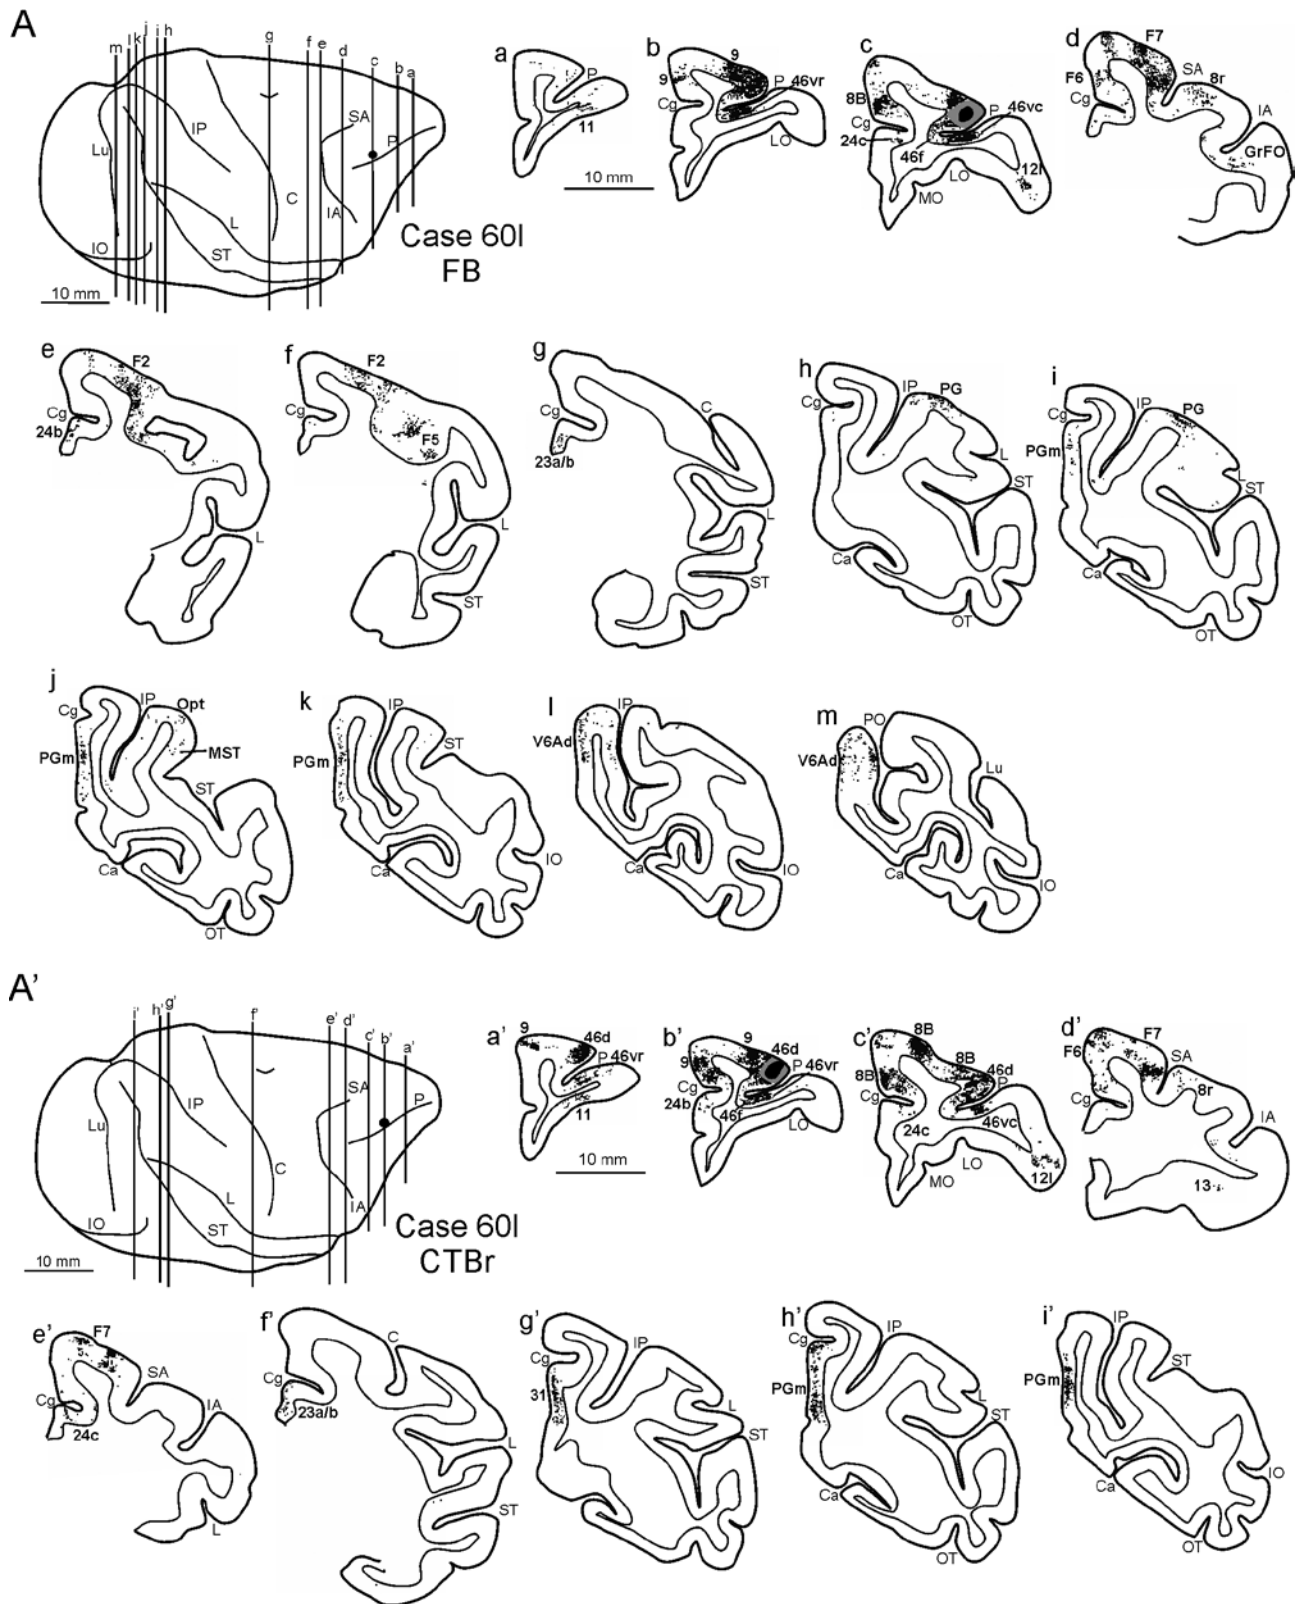 A
m l k j i h g f e d c b a
Lu IP SA P
C
IO L IA
ST
10 mm
Case 60l
FB
a P 11
10 mm
b 9 9 P 46vr Cg LO
c 8B P 46vc Cg 24c 46f LO MO 12l
d F7 SA F6 8r Cg IA GrFO
e F2 Cg 24b L
f F2 Cg F5 L ST
g Cg C 23a/b L ST
h IP PG Cg L ST Ca OT
i IP PG Cg PGm L ST Ca OT
j Cg IP Opt PGm MST ST Ca OT
k IP ST PGm IO Ca
l IP V6Ad IO Ca
m PO V6Ad Lu IO Ca
A'
i' h' g' f' e' d' c' b' a'
Lu IP SA P
C
IO L IA
ST
10 mm
Case 60l
CTBr
a' 9 46d P 46vr 11
10 mm
b' 9 9 46d P 46vr Cg 24b 46f LO
c' 8B 8B 46d 8B P Cg 24c 46vc LO MO 12l
d' F7 F6 SA 8r Cg IA 13
e' F7 SA Cg IA 24c L
f' C Cg 23a/b L ST
g' IP Cg 31 L ST
h' Cg IP PGm L ST Ca OT
i' IP ST PGm IO Ca OT